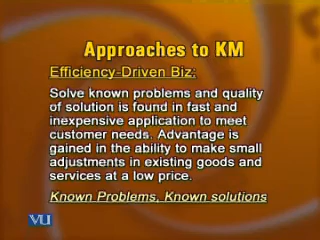 Approaches to KM
Efficiency-Driven Biz:
Solve known problems and quality
of solution is found in fast and
inexpensive application to meet
customer needs. Advantage is
gained in the ability to make small
adjustments in existing goods and
services at a low price.
Known Problems, Known solutions
VU